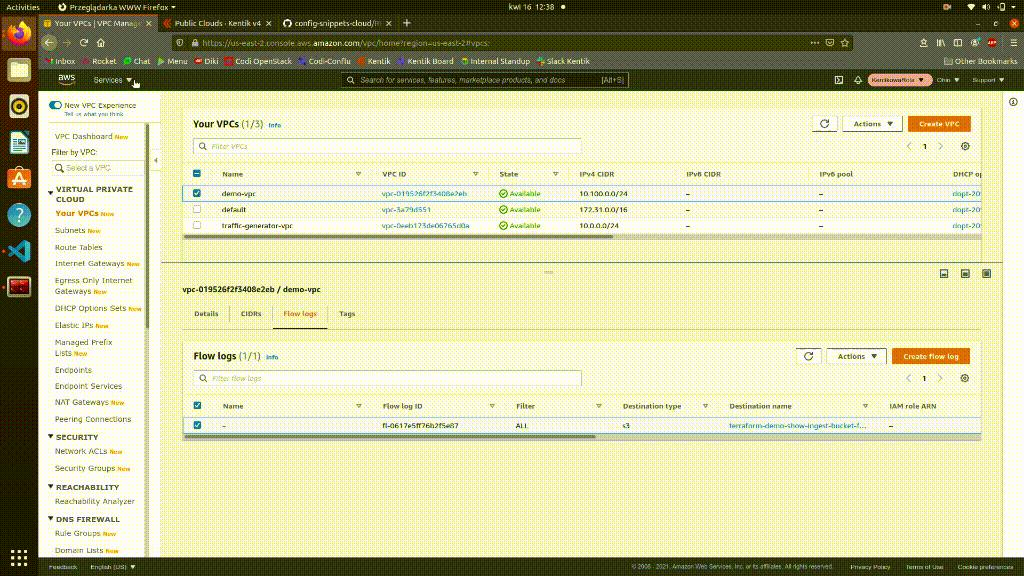 Activities Przeglądarka WWW Firefox kwi 16 12:38
Your VPCs | VPC Manage Public Clouds - Kentik v4 config-snippets-cloud/
https://us-east-2.console.aws.amazon.com/vpc/home?region=us-east-2#vpcs:
Inbox Rocket Chat Menu Diki Codi OpenStack Codi-Conflu Kentik Kentik Board Internal Standup Slack Kentik Other Bookmarks
aws Services Search for services, features, marketplace products, and docs [Alt+S] Ohio Support
New VPC Experience
Tell us what you think
VPC Dashboard New
Filter by VPC:
Select a VPC
VIRTUAL PRIVATE
CLOUD
Your VPCs New
Subnets New
Route Tables
Internet Gateways New
Egress Only Internet
Gateways New
DHCP Options Sets New
Elastic IPs New
Managed Prefix
Lists New
Endpoints
Endpoint Services
NAT Gateways New
Peering Connections
SECURITY
Network ACLs New
Security Groups New
REACHABILITY
Reachability Analyzer
DNS FIREWALL
Rule Groups New
Domain Lists New
Your VPCs (1/3) Info
Actions Create VPC
Filter VPCs
1
Name VPC ID State IPv4 CIDR IPv6 CIDR IPv6 pool DHCP op
demo-vpc vpc-019526f2f3408e2eb Available 10.100.0.0/24 – – dopt-20
default vpc-3a79d551 Available 172.31.0.0/16 – – dopt-20
traffic-generator-vpc vpc-0eeb173de06765d0a Available 10.0.0.0/24 – – dopt-20
vpc-019526f2f3408e2eb / demo-vpc
Details CIDRs Flow logs Tags
Flow logs (1/1) Info
Actions Create flow log
Filter flow logs
1
Name Flow log ID Filter Destination type Destination name IAM role ARN
– fl-0617e5ff76b2f5e87 ALL s3 terraform-demo-show-ingest-bucket-f... –
Feedback English (US) © 2008 - 2021, Amazon Web Services, Inc. or its affiliates. All rights reserved. Privacy Policy Terms of Use Cookie preferences